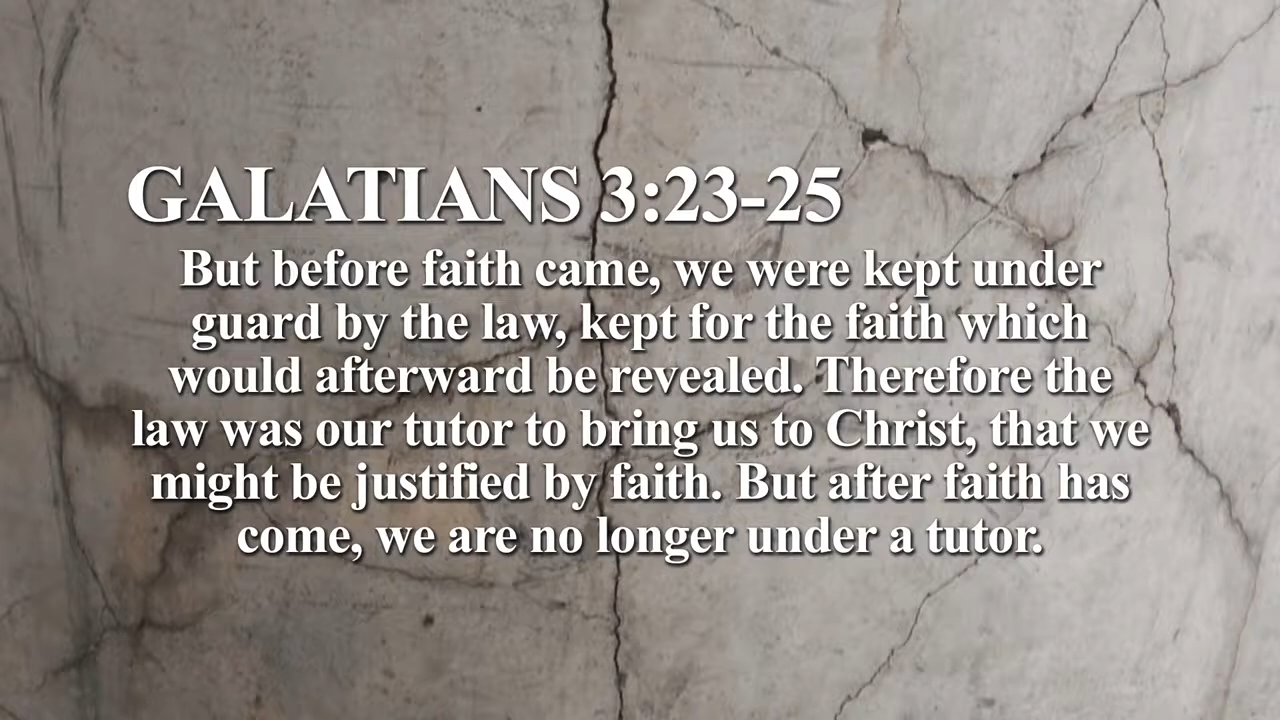 GALATIANS 3:23-25
But before faith came, we were kept under
guard by the law, kept for the faith which
would afterward be revealed. Therefore the
law was our tutor to bring us to Christ, that we
might be justified by faith. But after faith has
come, we are no longer under a tutor.